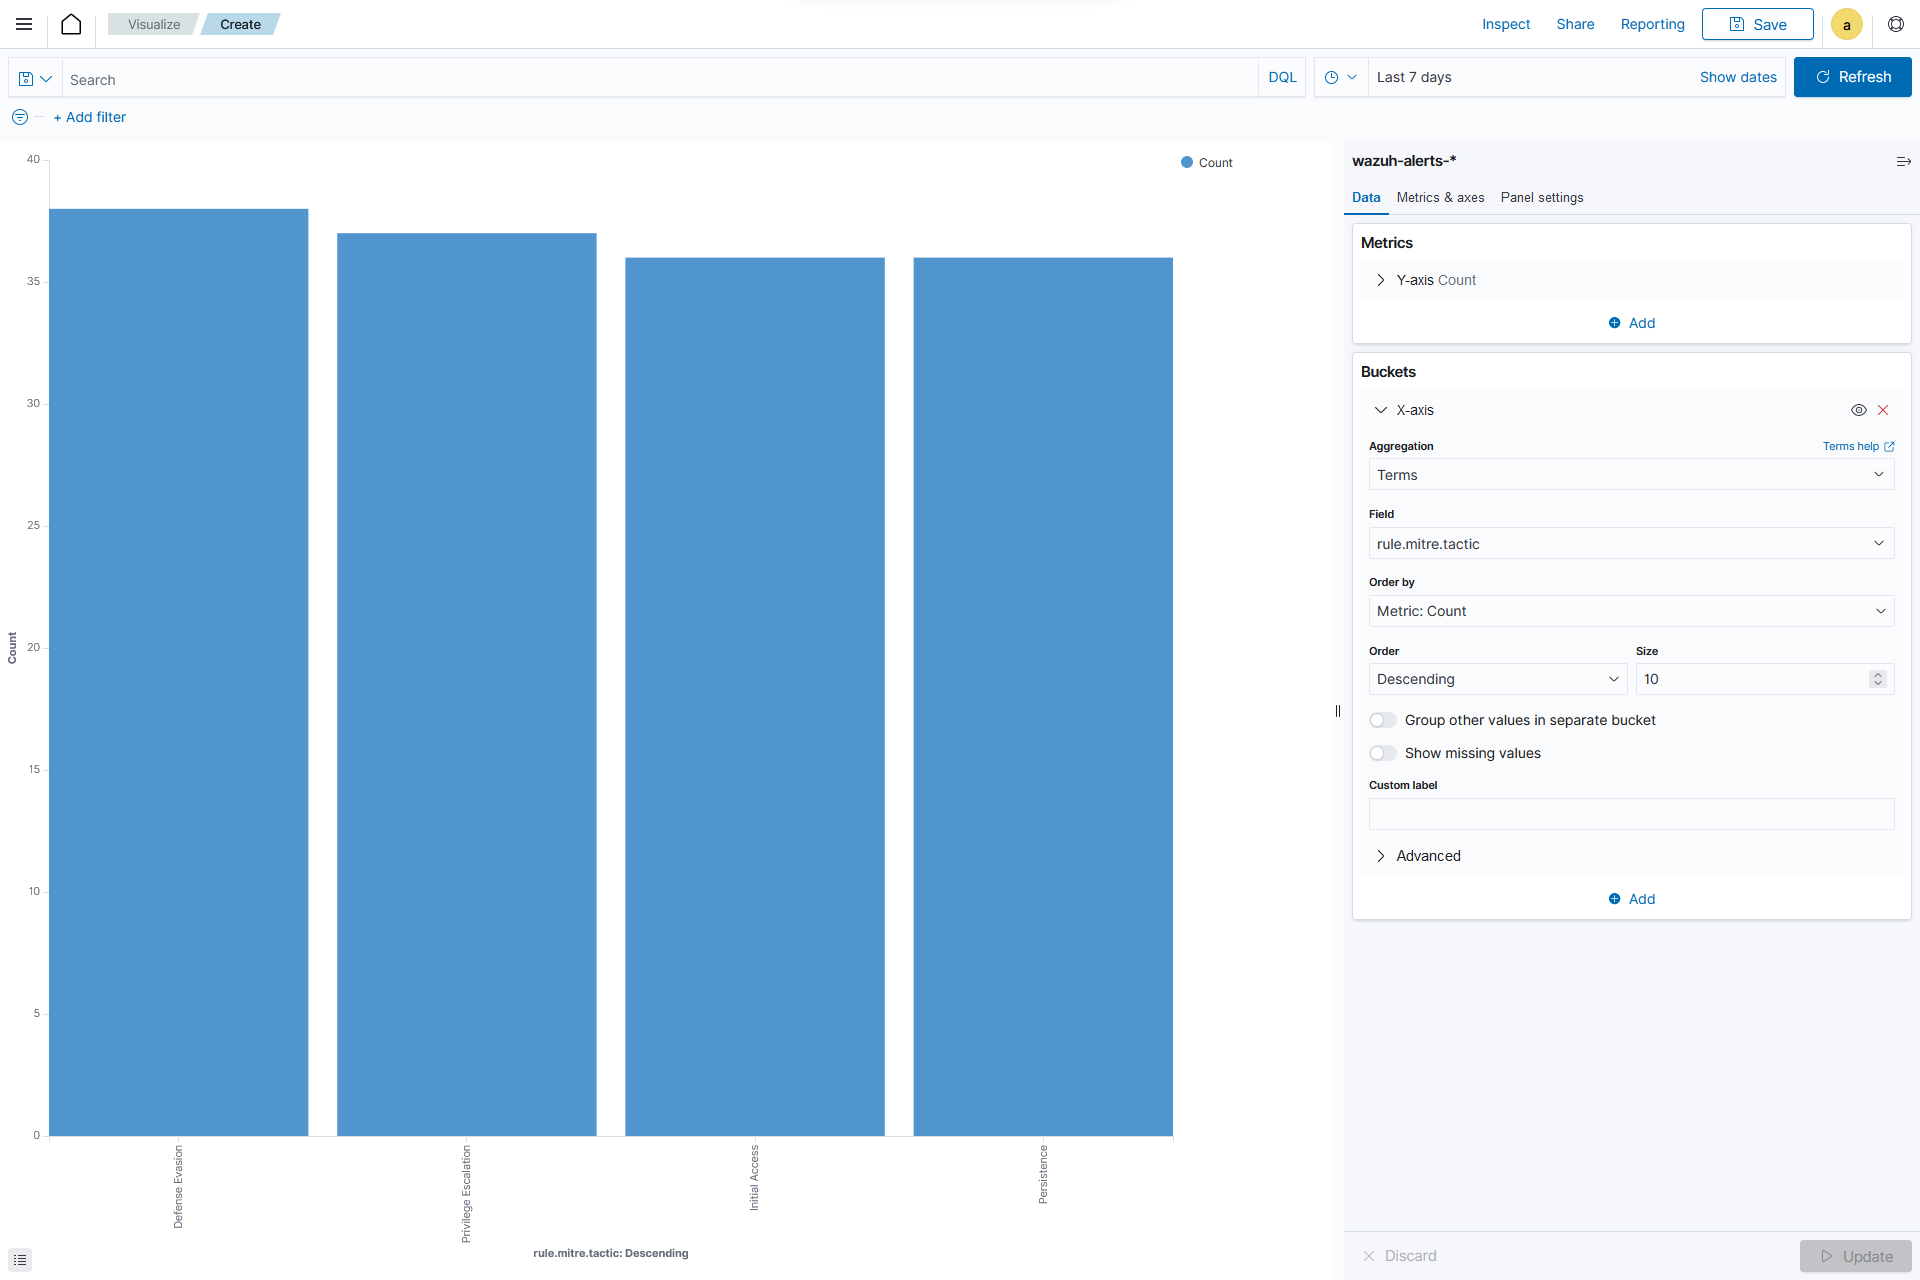 Visualize
Create
Inspect
Share
Reporting
Save
a
Search
DQL
Last 7 days
Show dates
Refresh
+ Add filter
40
35
30
25
20
15
10
5
0
Count
Count
Defense Evasion
Privilege Escalation
Initial Access
Persistence
rule.mitre.tactic: Descending
wazuh-alerts-*
Data
Metrics & axes
Panel settings
Metrics
Y-axis Count
Add
Buckets
X-axis
Aggregation
Terms help
Terms
Field
rule.mitre.tactic
Order by
Metric: Count
Order
Size
Descending
10
Group other values in separate bucket
Show missing values
Custom label
Advanced
Add
Discard
Update